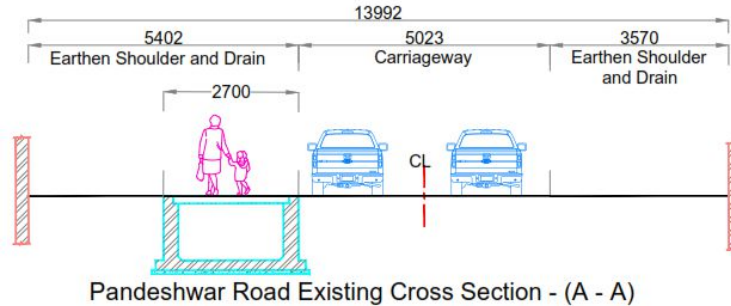 13992
5402
5023
3570
Earthen Shoulder and Drain
Carriageway
Earthen Shoulder
and Drain
2700
CL
Pandeshwar Road Existing Cross Section - (A - A)